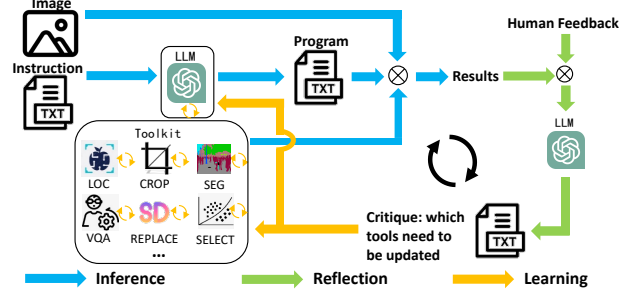 Image
Instruction
TXT
LLM
Program
TXT
Results
Human Feedback
LLM
TXT
Toolkit
LOC
CROP
SEG
VQA
SD
REPLACE
SELECT
...
Critique: which
tools need to
be updated
Inference
Reflection
Learning